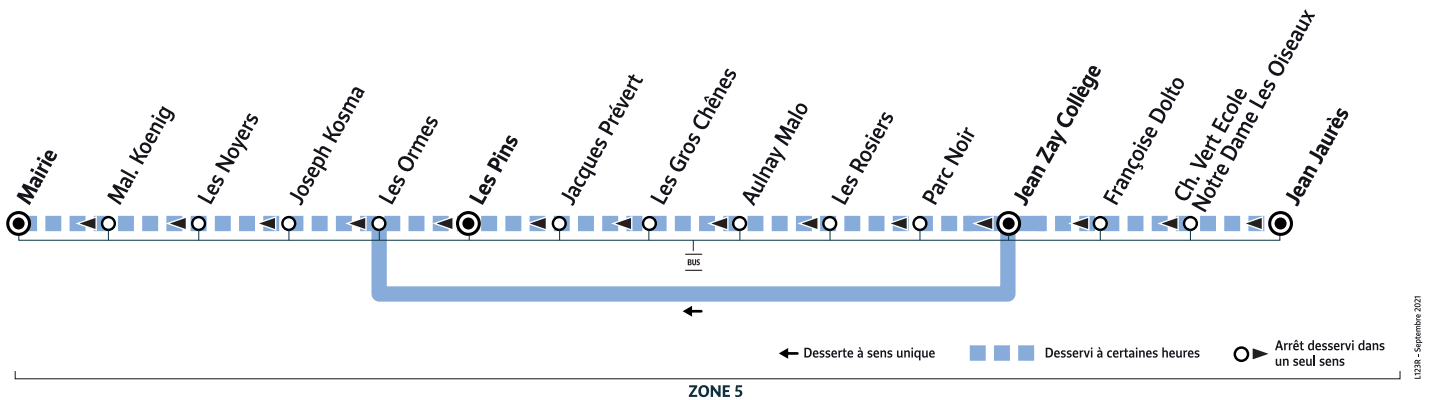 Mairie
Mal. Koenig
Les Noyers
Joseph Kosma
Les Ormes
Les Pins
Jacques Prévert
Les Gros Chênes
Aulnay Malo
Les Rosiers
Parc Noir
Jean Zay Collège
Françoise Dolto
Ch. Vert Ecole
Notre Dame Les Oiseaux
Jean Jaurès
BUS
Desserte à sens unique
Desservi à certaines heures
Arrêt desservi dans
un seul sens
L123R - Septembre 2021
ZONE 5